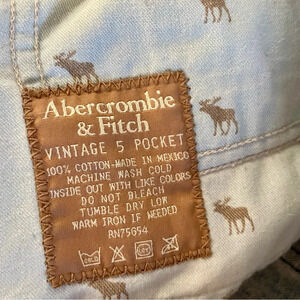 Abercrombie
& Fitch
VINTAGE 5 POCKET
100% COTTON-MADE IN MEXICO
MACHINE WASH COLD
INSIDE OUT WITH LIKE COLORS
DO NOT BLEACH
TUMBLE DRY LOW
WARM IRON IF NEEDED
RN75654